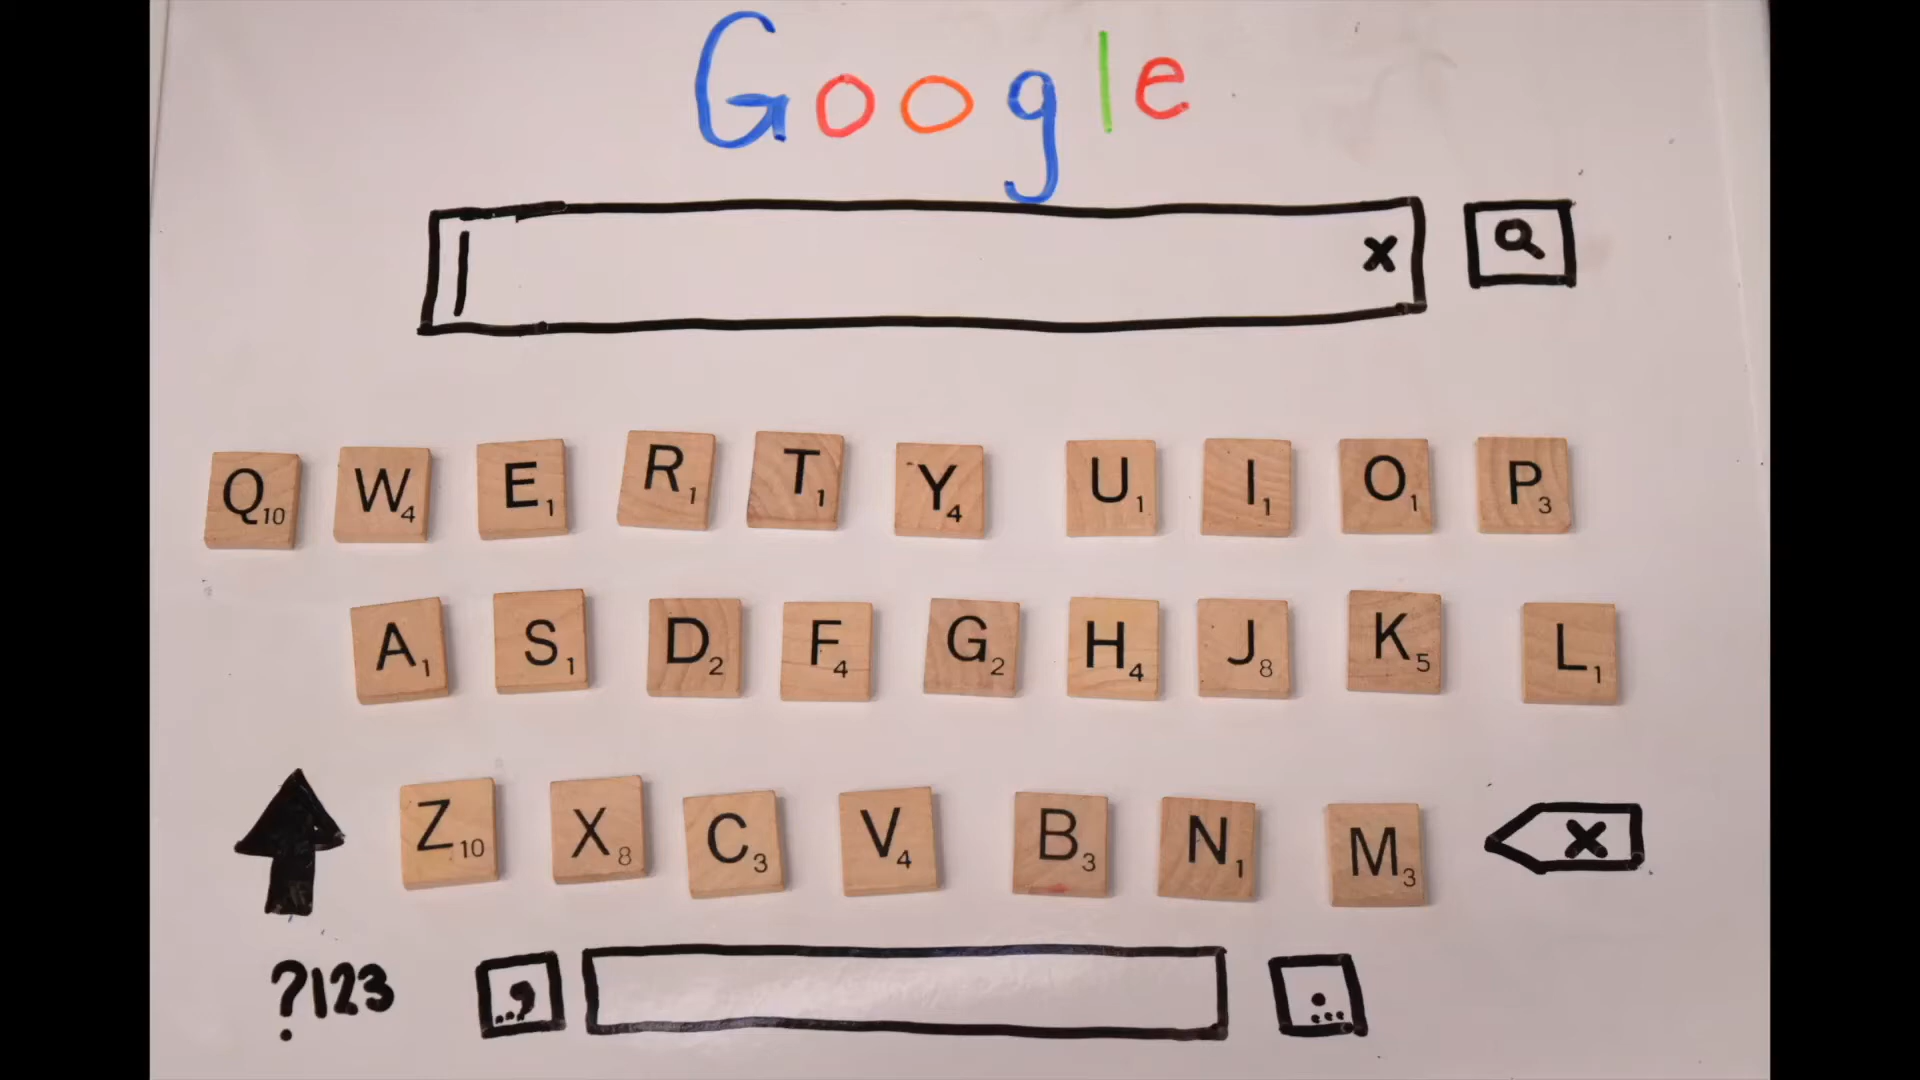 Google
x
Q10 W4 E1 R1 T1 Y4 U1 I1 O1 P3
A1 S1 D2 F4 G2 H4 J8 K5 L1
Z10 X8 C3 V4 B3 N1 M3 x
?123 , ... . ...